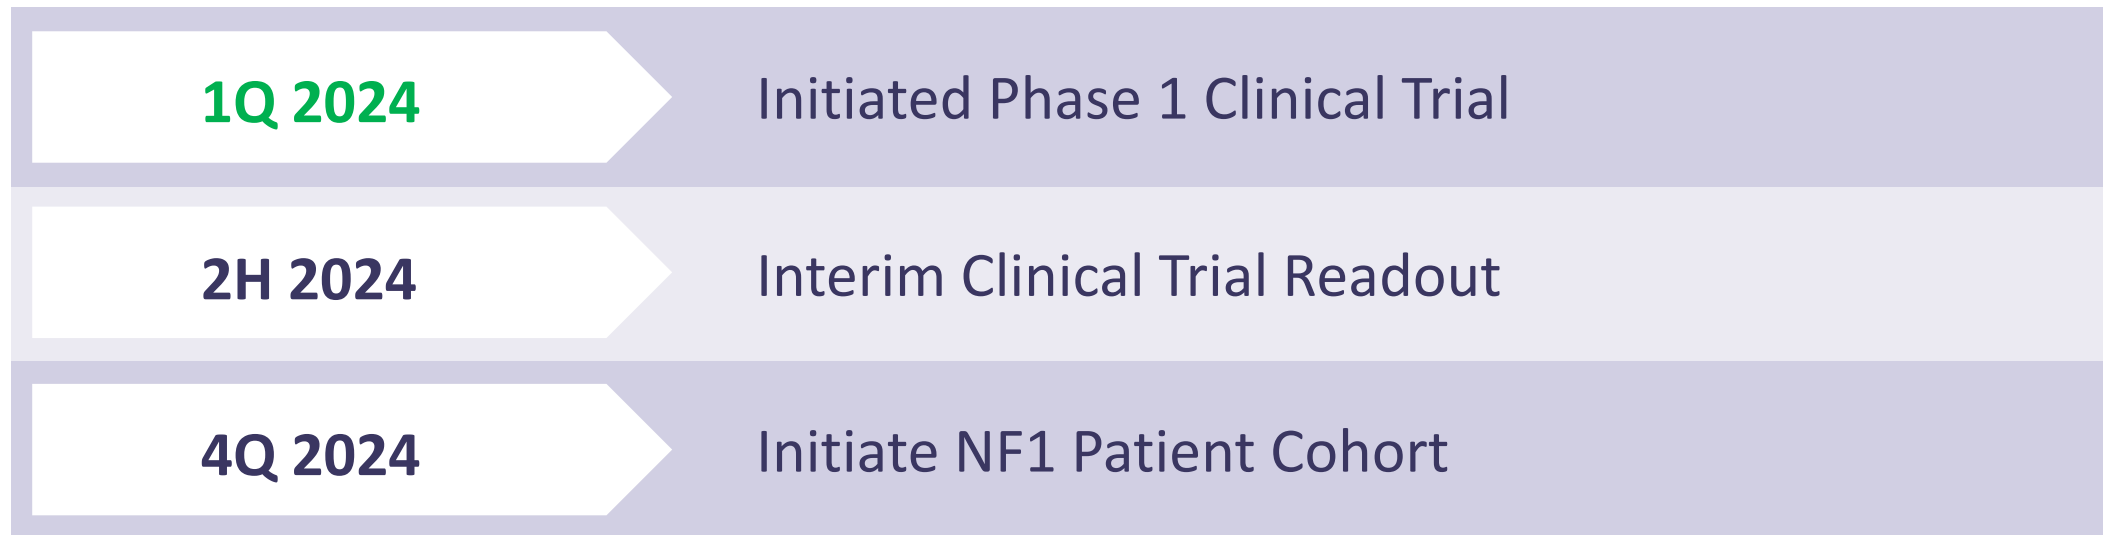 1Q 2024 Initiated Phase 1 Clinical Trial
2H 2024 Interim Clinical Trial Readout
4Q 2024 Initiate NF1 Patient Cohort